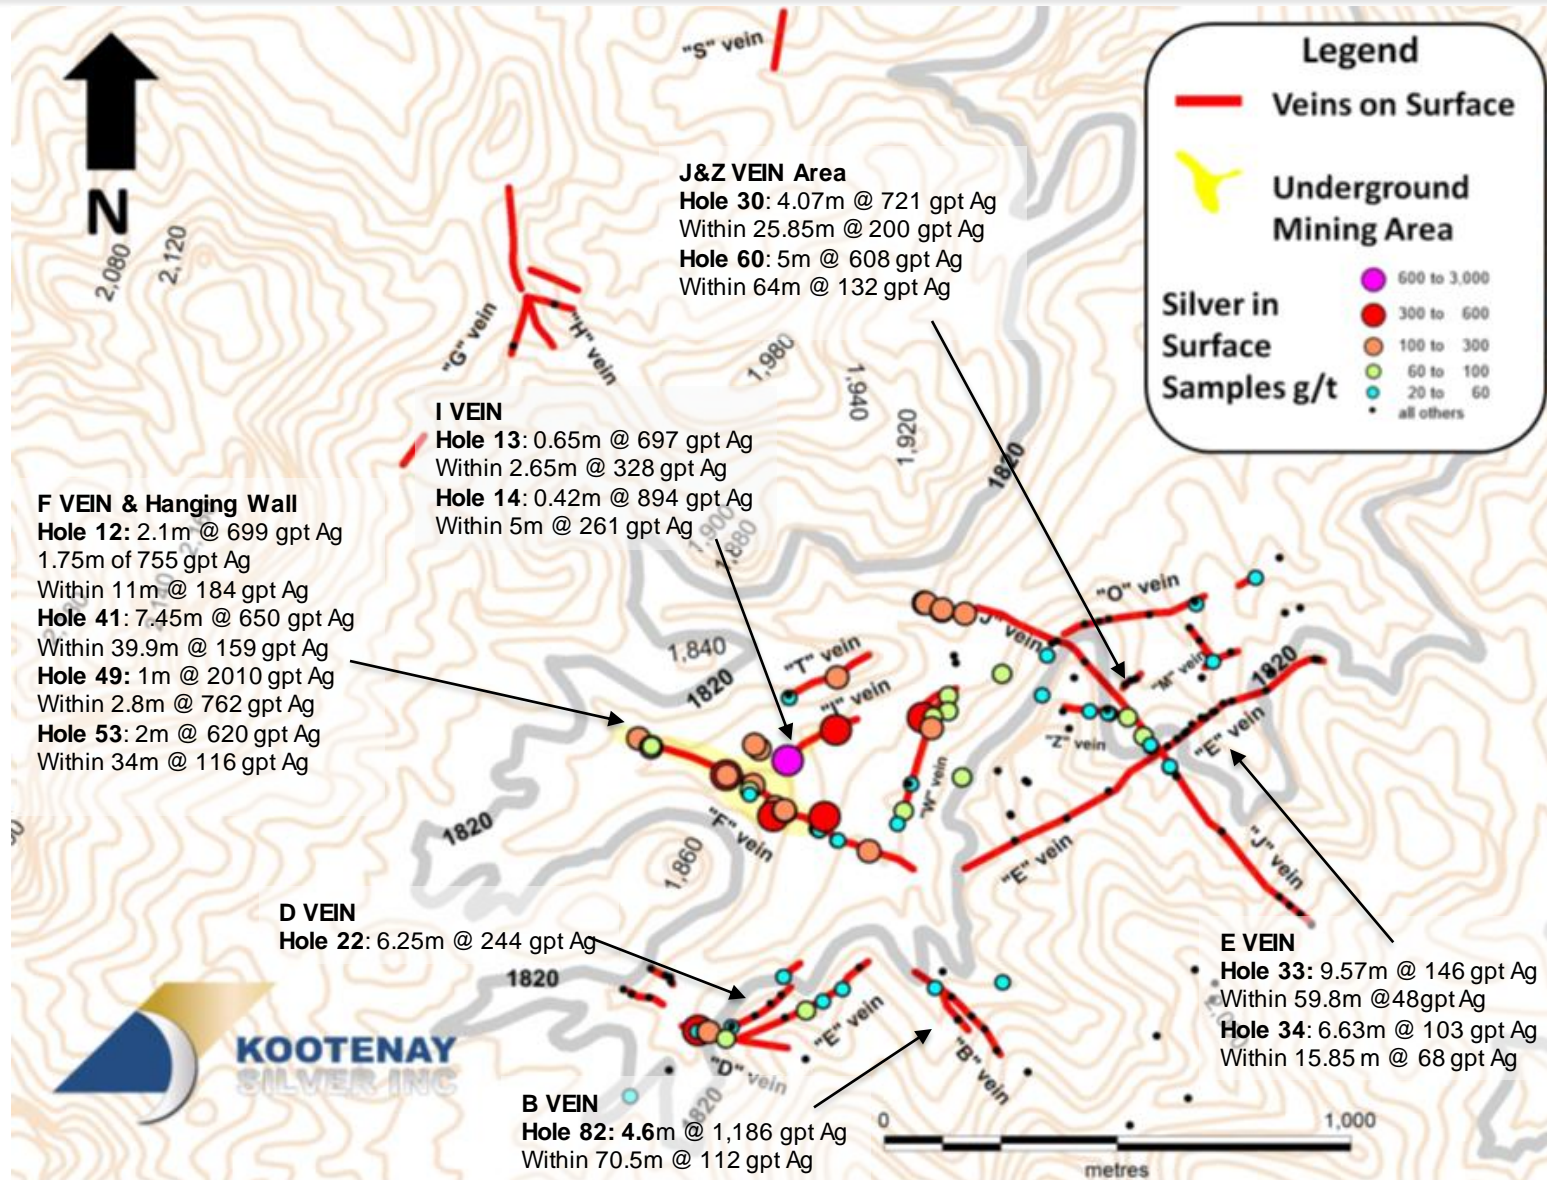 "S" vein
Legend
Veins on Surface
Underground
Mining Area
Silver in
Surface
Samples g/t
600 to 3,000
300 to 600
100 to 300
60 to 100
20 to 60
all others
N
2,080
2,120
J&Z VEIN Area
Hole 30: 4.07m @ 721 gpt Ag
Within 25.85m @ 200 gpt Ag
Hole 60: 5m @ 608 gpt Ag
Within 64m @ 132 gpt Ag
"G" vein
"H" vein
1,980
1,940
1,920
1820
I VEIN
Hole 13: 0.65m @ 697 gpt Ag
Within 2.65m @ 328 gpt Ag
Hole 14: 0.42m @ 894 gpt Ag
Within 5m @ 261 gpt Ag
1,900
1,880
F VEIN & Hanging Wall
Hole 12: 2.1m @ 699 gpt Ag
1.75m of 755 gpt Ag
Within 11m @ 184 gpt Ag
Hole 41: 7.45m @ 650 gpt Ag
Within 39.9m @ 159 gpt Ag
Hole 49: 1m @ 2010 gpt Ag
Within 2.8m @ 762 gpt Ag
Hole 53: 2m @ 620 gpt Ag
Within 34m @ 116 gpt Ag
2,140
"O" vein
"J" vein
1,840
1820
"T" vein
"I" vein
"M" vein
1820
"Z" vein
"E" vein
"W" vein
"F" vein
1820
1,860
"E" vein
"J" vein
D VEIN
Hole 22: 6.25m @ 244 gpt Ag
1820
"E" vein
"D" vein
"B" vein
1820
E VEIN
Hole 33: 9.57m @ 146 gpt Ag
Within 59.8m @48gpt Ag
Hole 34: 6.63m @ 103 gpt Ag
Within 15.85 m @ 68 gpt Ag
KOOTENAY
SILVER INC
B VEIN
Hole 82: 4.6m @ 1,186 gpt Ag
Within 70.5m @ 112 gpt Ag
0
1,000
metres